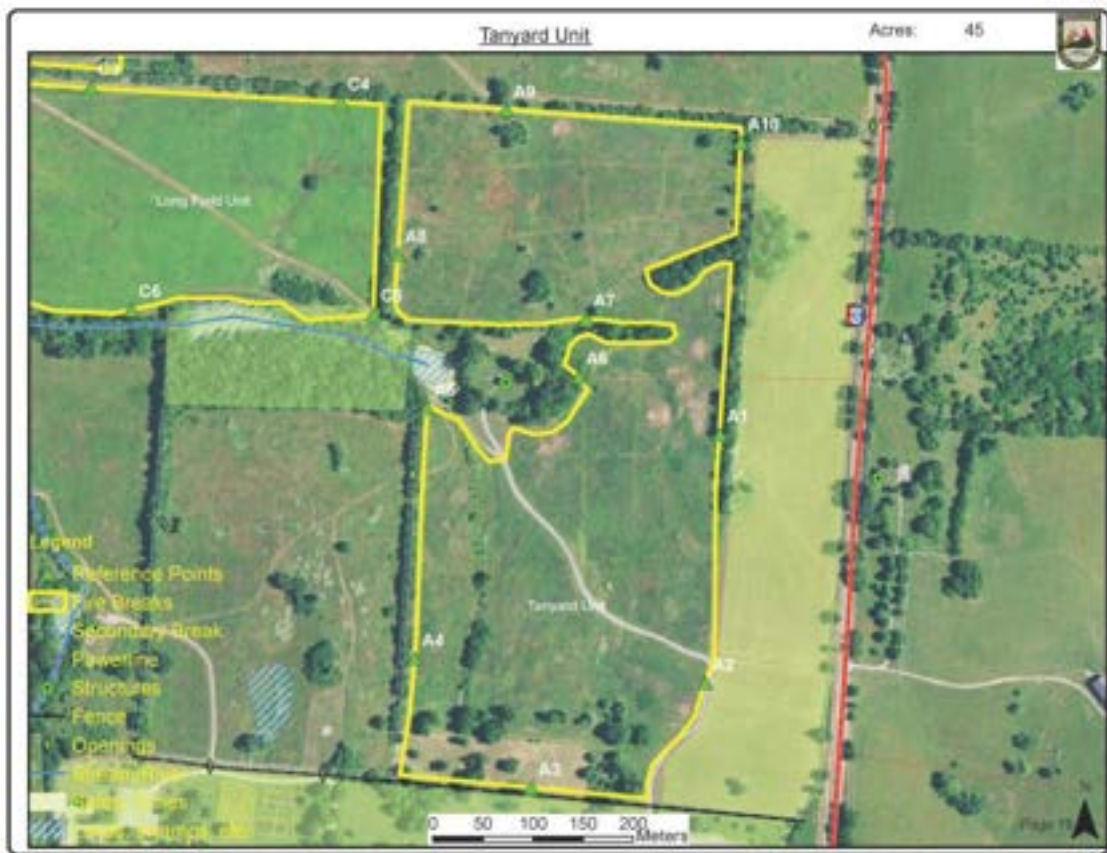 Tanyard Unit
Acres: 45
C4
A9
A10
Long Field Unit
A8
C6
C5
A7
A6
A1
Legend
Reference Points
Fire Breaks
Secondary Break
Powerline
Structures
Fence
Openings
Tanyard Unit
A4
A2
A3
0 50 100 150 200
Meters